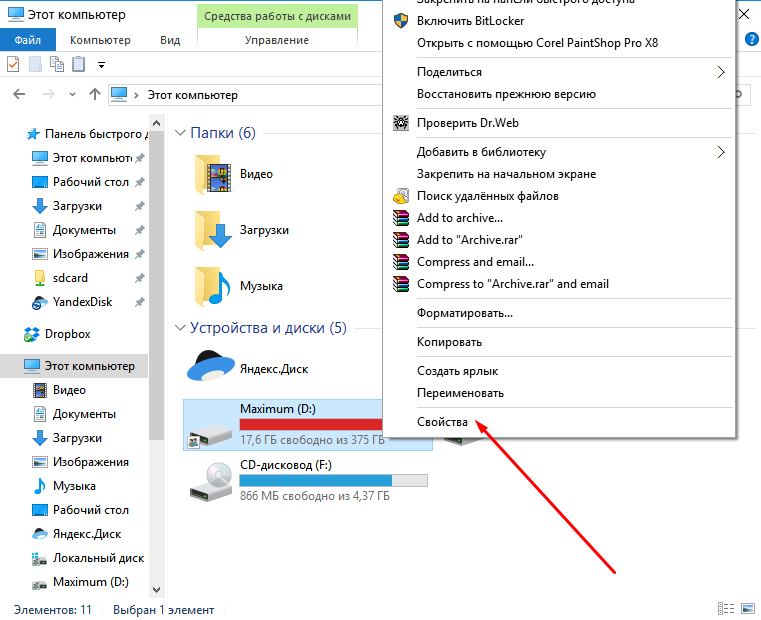 Этот компьютер
Средства работы с дисками
Файл
Компьютер
Вид
Управление
Этот компьютер
Панель быстрого
Этот компьют
Рабочий стол
Загрузки
Документы
Изображения
sdcard
YandexDisk
Dropbox
Этот компьютер
Видео
Документы
Загрузки
Изображения
Музыка
Рабочий стол
Яндекс.Диск
Локальный диск
Maximum (D:)
Папки (6)
Видео
Загрузки
Музыка
Устройства и диски (5)
Яндекс.Диск
Maximum (D:)
17,6 ГБ свободно из 375 ГБ
CD-дисковод (F:)
866 МБ свободно из 4,37 ГБ
Закрепить на панели быстрого доступа
Включить BitLocker
Открыть с помощью Corel PaintShop Pro X8
Поделиться
Восстановить прежнюю версию
Проверить Dr.Web
Добавить в библиотеку
Закрепить на начальном экране
Поиск удалённых файлов
Add to archive...
Add to "Archive.rar"
Compress and email...
Compress to "Archive.rar" and email
Форматировать...
Копировать
Создать ярлык
Переименовать
Свойства
Элементов: 11
Выбран 1 элемент